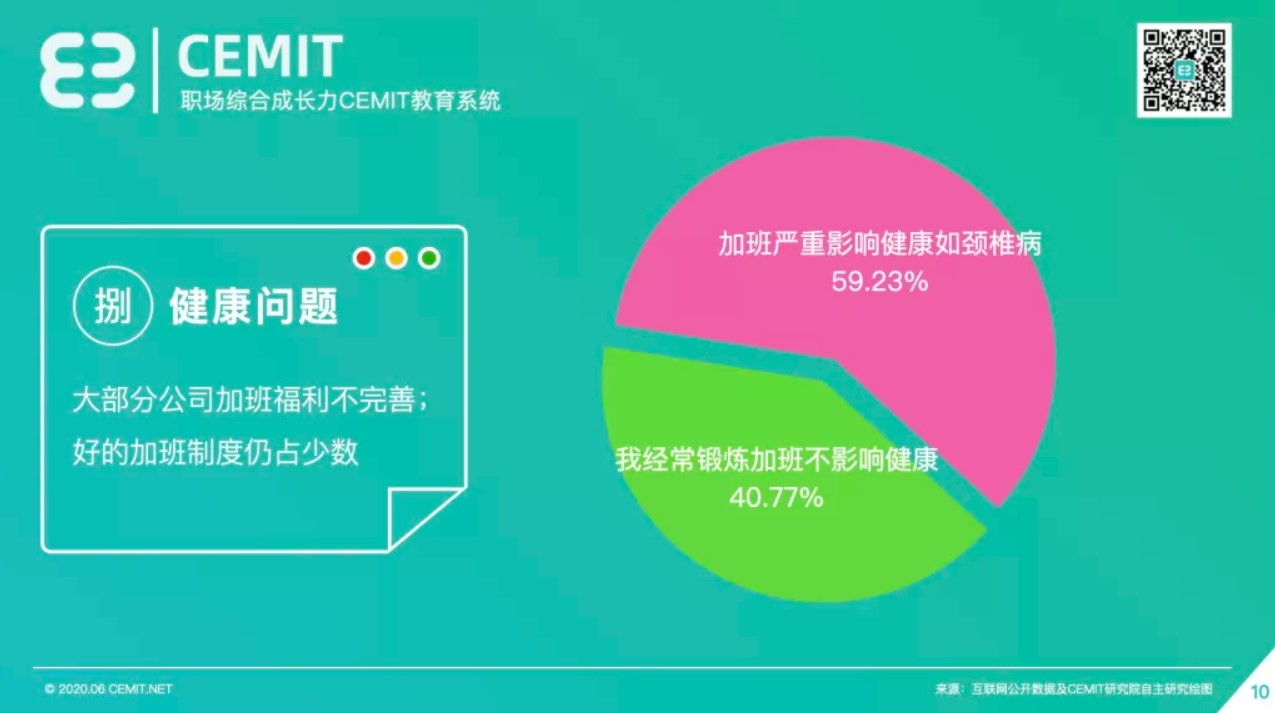 CEMIT
职场综合成长力CEMIT教育系统
捌 健康问题
大部分公司加班福利不完善；
好的加班制度仍占少数
加班严重影响健康如颈椎病
59.23%
我经常锻炼加班不影响健康
40.77%
© 2020.06 CEMIT.NET
来源：互联网公开数据及CEMIT研究院自主研究绘图
10